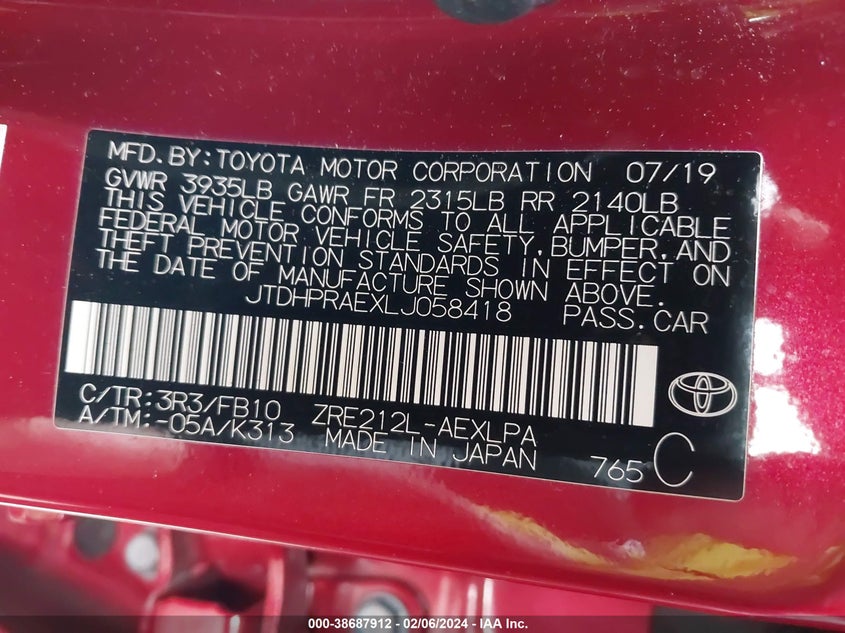 MFD.BY:TOYOTA MOTOR CORPORATION 07/19
GVWR 3935LB GAWR FR 2315LB RR 2140LB
THIS VEHICLE CONFORMS TO ALL APPLICABLE
FEDERAL MOTOR VEHICLE SAFETY,BUMPER,AND
THEFT PREVENTION STANDARDS IN EFFECT ON
THE DATE OF MANUFACTURE SHOWN ABOVE.
JTDHPRAEXLJ058418 PASS.CAR
C/TR:3R3/FB10 ZRE212L-AEXLPA
A/TM:-05A/K313 MADE IN JAPAN 765 C
000-38687912 - 02/06/2024 - IAA Inc.